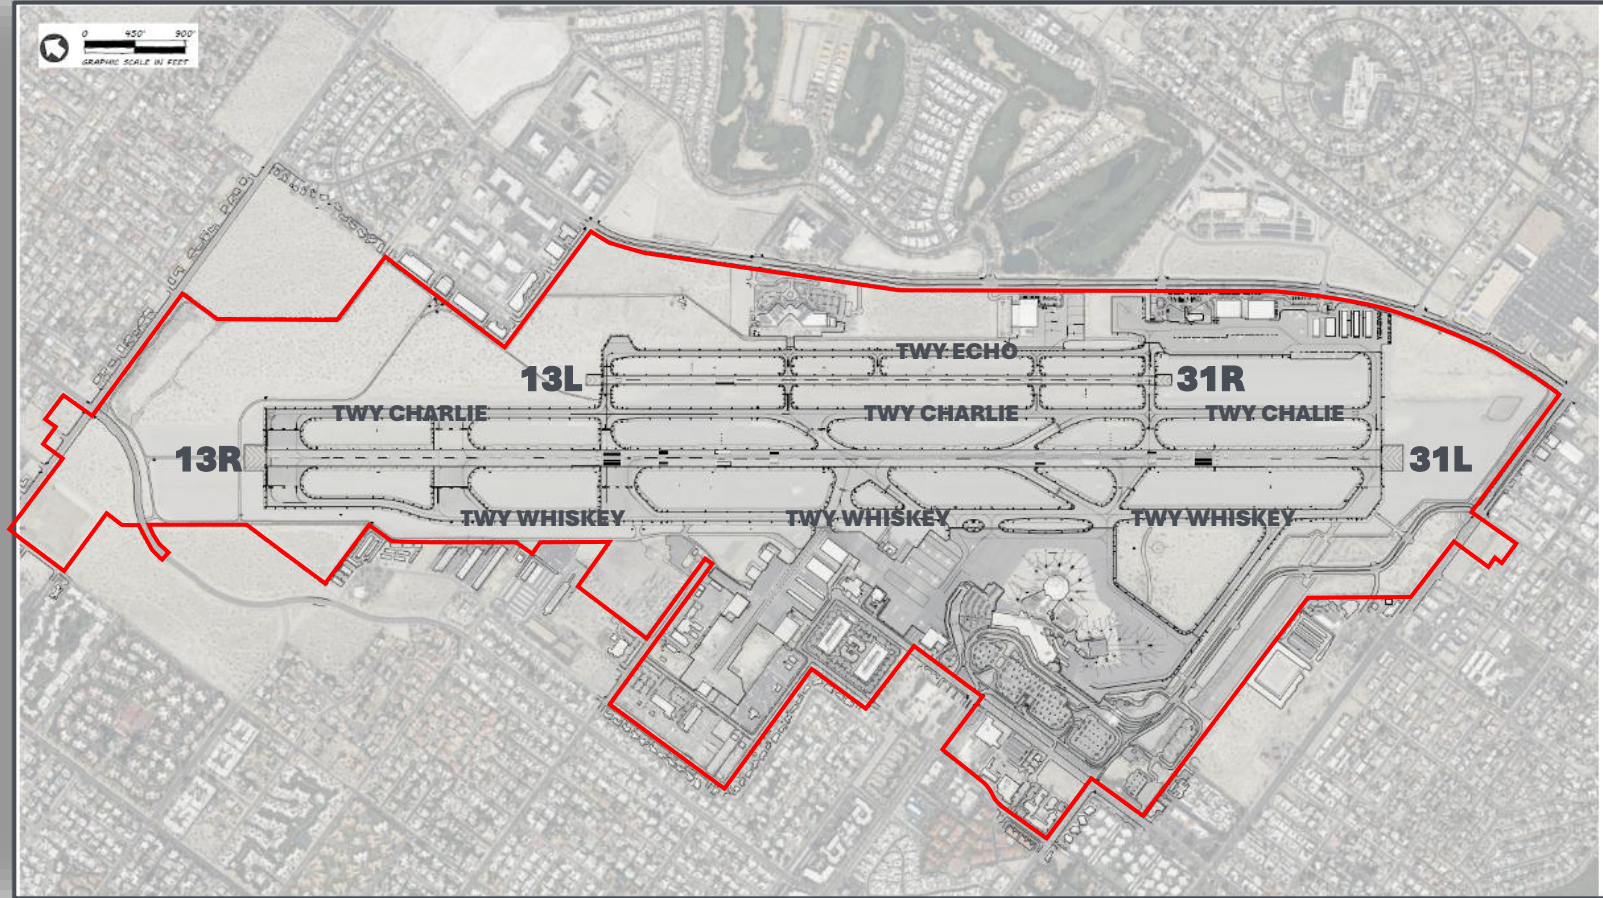 0 450' 900'
GRAPHIC SCALE IN FEET
TWY ECHO
13L
31R
TWY CHARLIE
TWY CHARLIE
TWY CHALIE
13R
31L
TWY WHISKEY
TWY WHISKEY
TWY WHISKEY